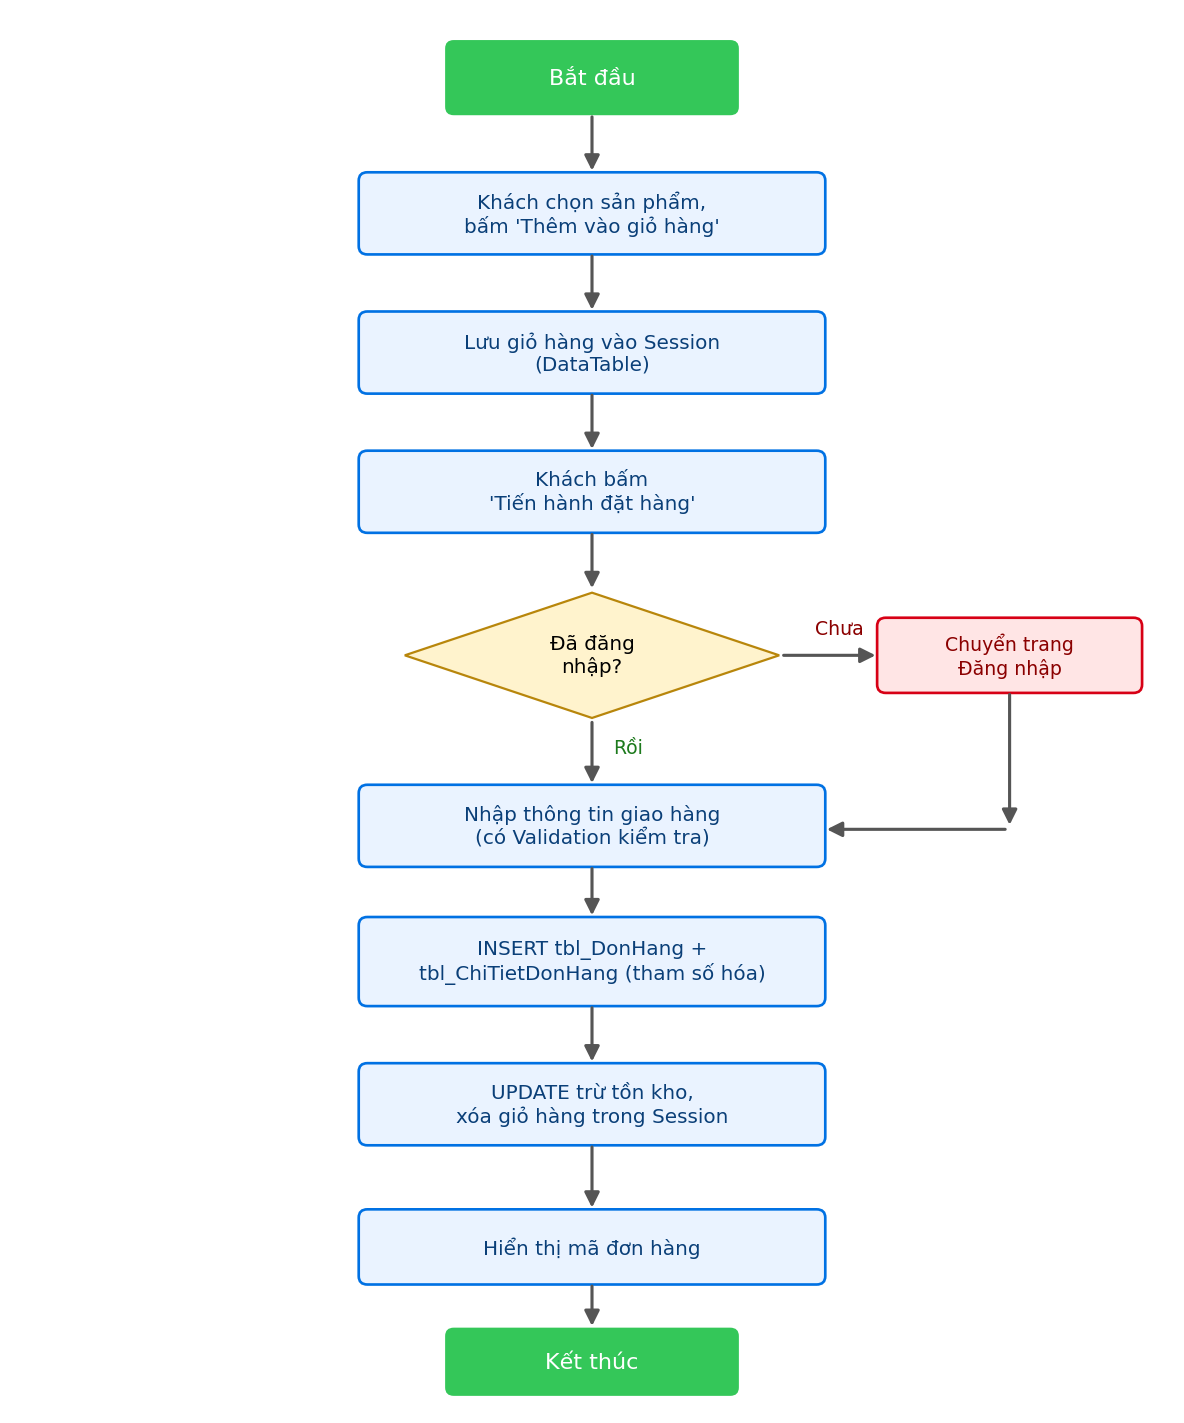 Bắt đầu
Khách chọn sản phẩm,
bấm 'Thêm vào giỏ hàng'
Lưu giỏ hàng vào Session
(DataTable)
Khách bấm
'Tiến hành đặt hàng'
Đã đăng
nhập?
Chưa
Chuyển trang
Đăng nhập
Rồi
Nhập thông tin giao hàng
(có Validation kiểm tra)
INSERT tbl_DonHang +
tbl_ChiTietDonHang (tham số hóa)
UPDATE trừ tồn kho,
xóa giỏ hàng trong Session
Hiển thị mã đơn hàng
Kết thúc